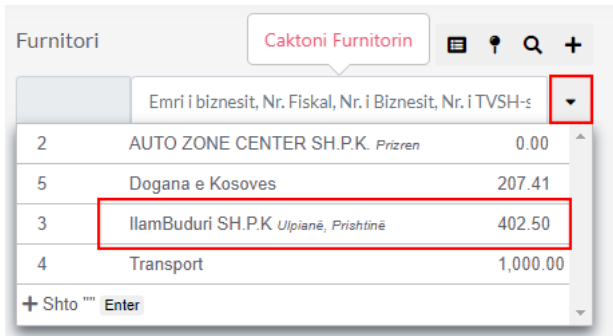 Furnitori
Caktoni Furnitorin
Emri i biznesit, Nr. Fiskal, Nr. i Biznesit, Nr. i TVSH-s
2 AUTO ZONE CENTER SH.P.K. Prizren 0.00
5 Dogana e Kosoves 207.41
3 IlamBuduri SH.P.K Ulpianë, Prishtinë 402.50
4 Transport 1,000.00
+ Shto "" Enter